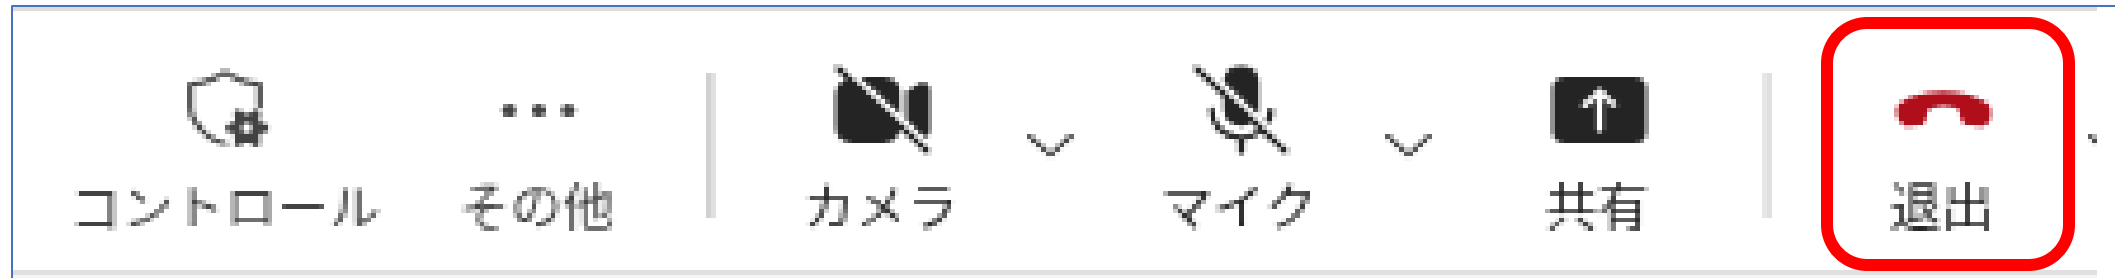 コントロール その他 カメラ マイク 共有 退出